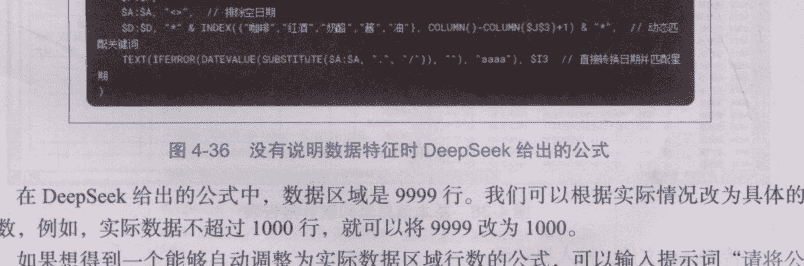 $A:$A, "<>",  // 排除空日期
$D:$D, "*" & INDEX({"咖啡","红酒","奶酪","酱","油"}, COLUMN()-COLUMN($J$3)+1) & "*",  // 动态匹
配关键词
TEXT(IFERROR(DATEVALUE(SUBSTITUTE($A:$A, ".", "/")), ""), "aaaa"), $I3  // 直接转换日期并匹配星
期
)
图 4-36 没有说明数据特征时 DeepSeek 给出的公式
在 DeepSeek 给出的公式中，数据区域是 9999 行。我们可以根据实际情况改为具体的
数，例如，实际数据不超过 1000 行，就可以将 9999 改为 1000。
如果想得到一个能够自动调整为实际数据区域行数的公式，可以输入提示词“请将公